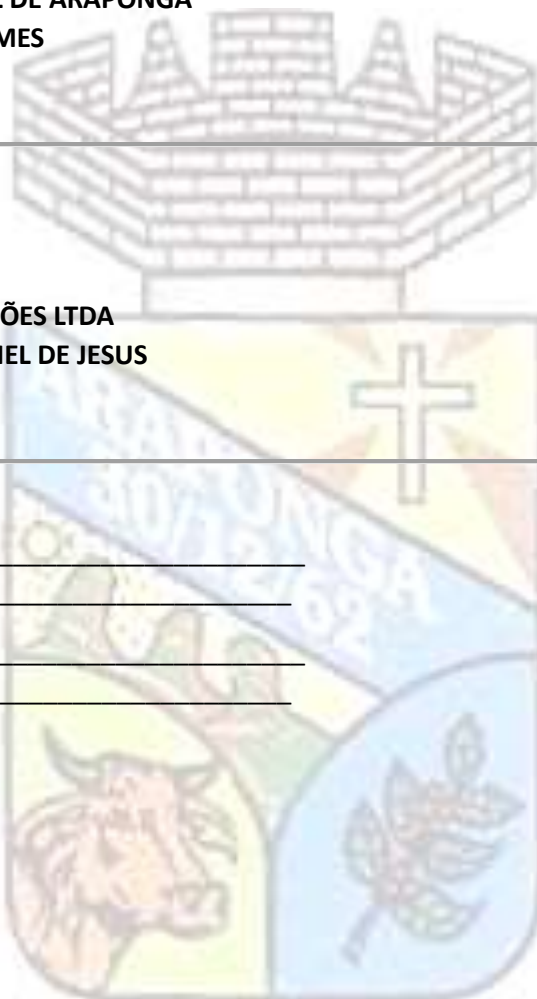 DE ARAPONGA
MES
ÕES LTDA
IEL DE JESUS
ARAPONGA
30/12/62